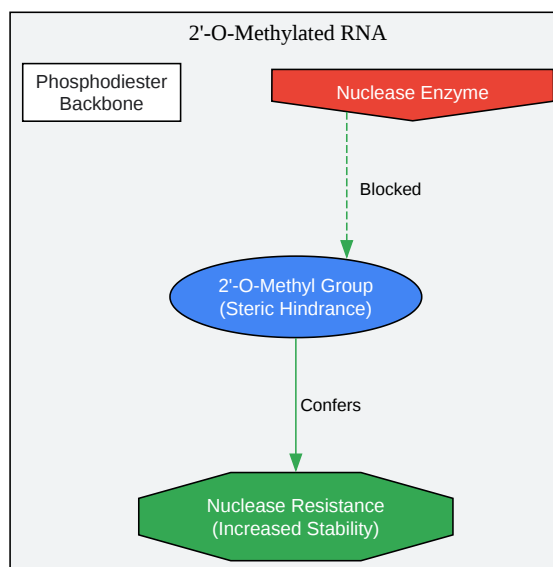 2'-O-Methylated RNA
Phosphodiester
Backbone
Nuclease Enzyme
Blocked
2'-O-Methyl Group
(Steric Hindrance)
Confers
Nuclease Resistance
(Increased Stability)